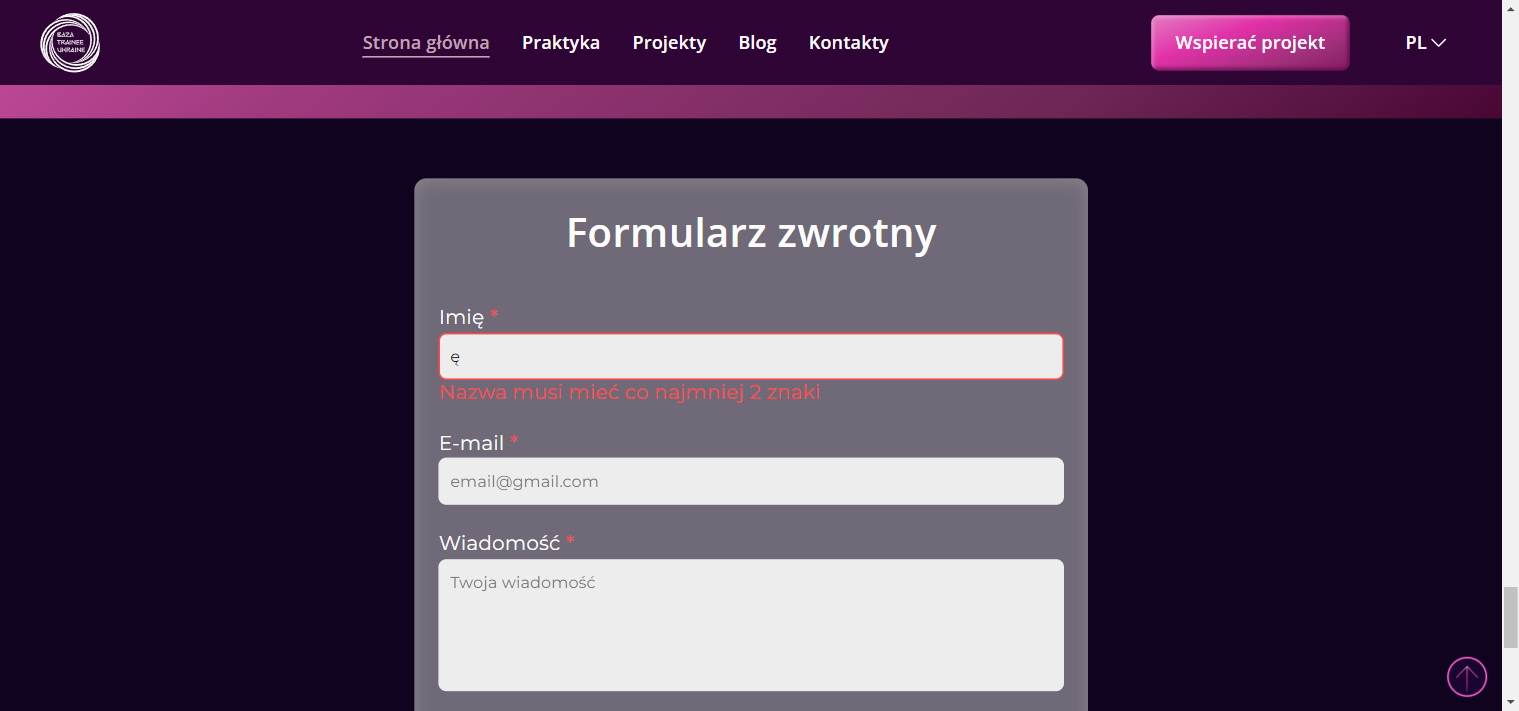 BAZA
TRAINEE
UKRAINE
Strona główna Praktyka Projekty Blog Kontakty Wspierać projekt PL
Formularz zwrotny
Imię *
ę
Nazwa musi mieć co najmniej 2 znaki
E-mail *
email@gmail.com
Wiadomość *
Twoja wiadomość